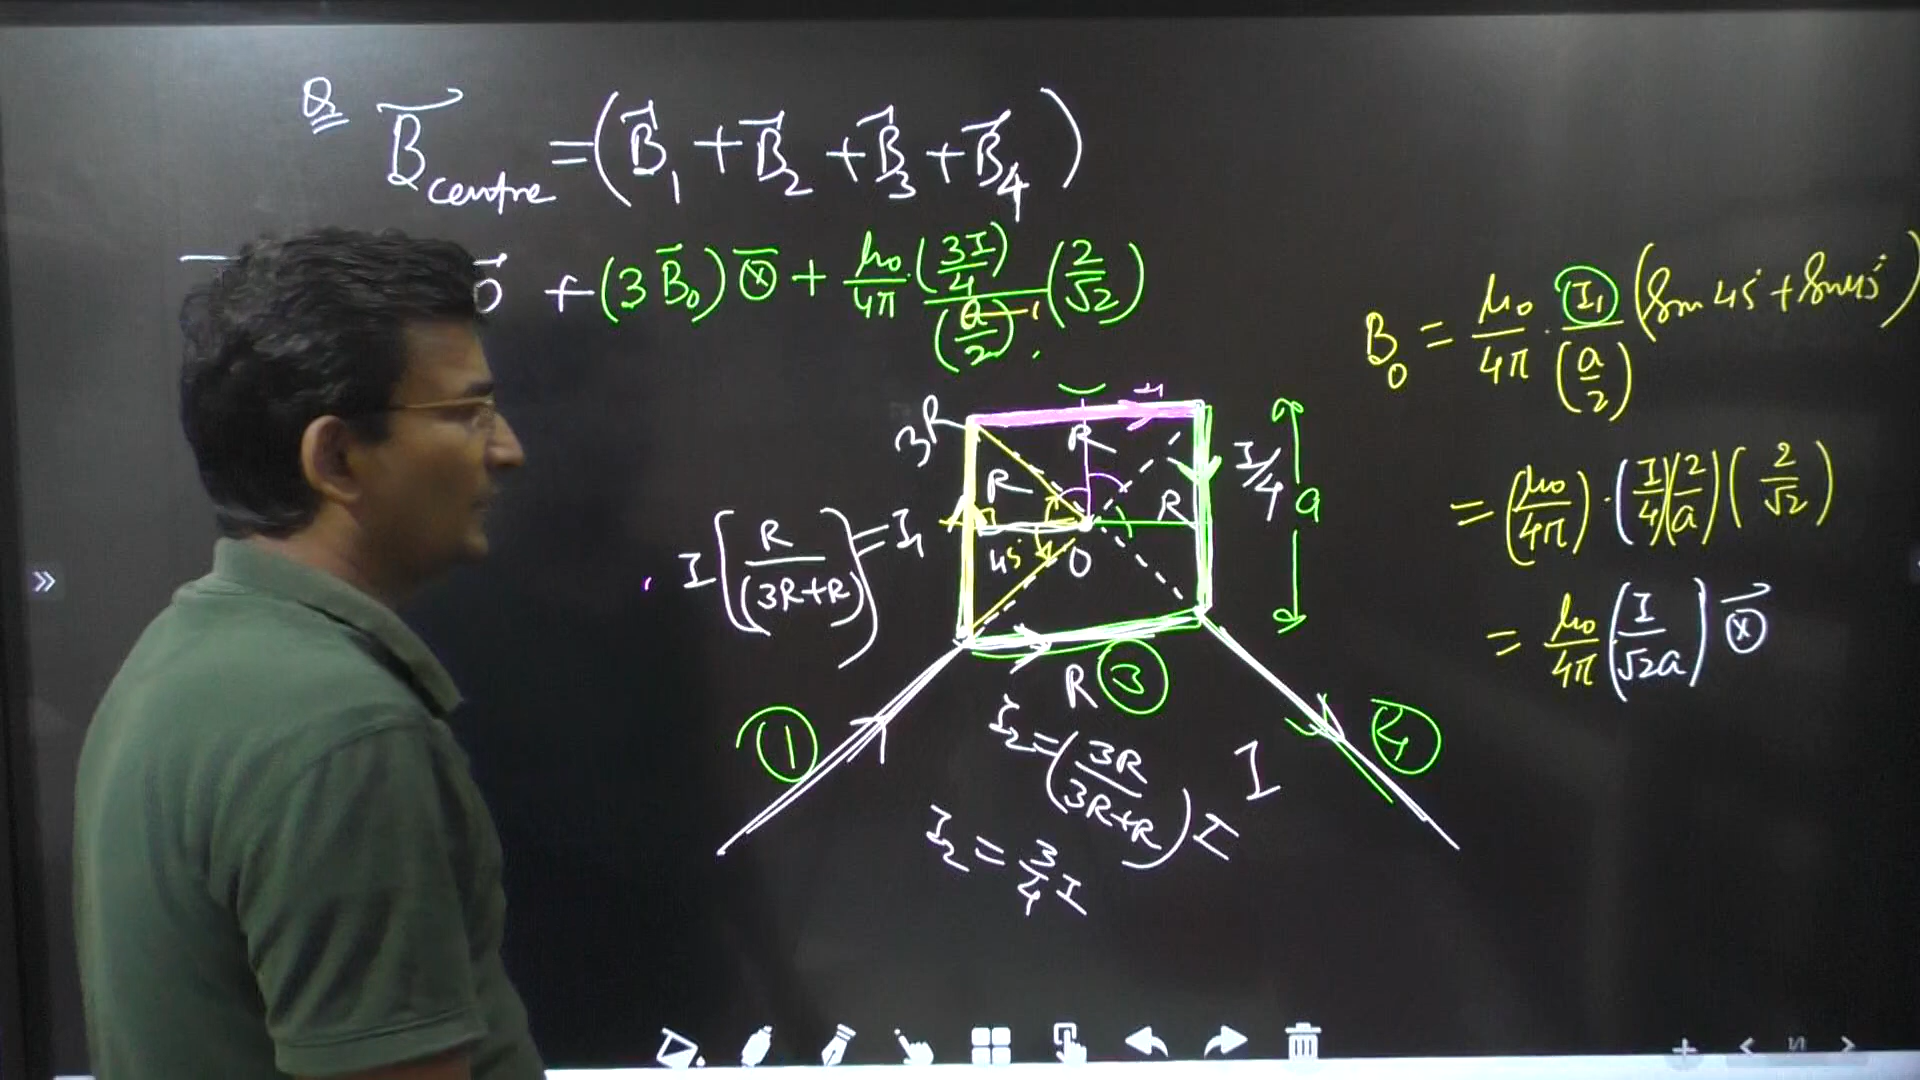 Q B⃗centre = (B⃗1 + B⃗2 + B⃗3 + B⃗4)
0⃗ + (3B⃗0) ⊗ + μ0/4π · (3I/4)/(a/2) (2/√2)
B0 = μ0/4π · I1/(a/2) (Sin 45° + Sin 45°)
= (μ0/4π) · (I/4)(2/a)(2/√2)
= μ0/4π (I/√2a) ⊗
3R
R
R
R
I/4
a
45°
O
I[R/(3R+R)] = I1
R
③
①
④
I2 = (3R/(3R+R)) I
I
I2 = 3/4 I